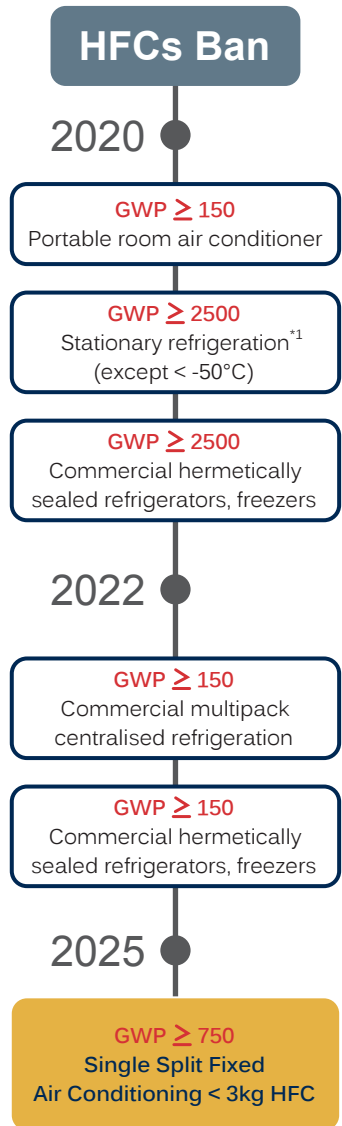 HFCs Ban
2020
GWP ≥ 150
Portable room air conditioner
GWP ≥ 2500
Stationary refrigeration*1
(except < -50°C)
GWP ≥ 2500
Commercial hermetically
sealed refrigerators, freezers
2022
GWP ≥ 150
Commercial multipack
centralised refrigeration
GWP ≥ 150
Commercial hermetically
sealed refrigerators, freezers
2025
GWP ≥ 750
Single Split Fixed
Air Conditioning < 3kg HFC